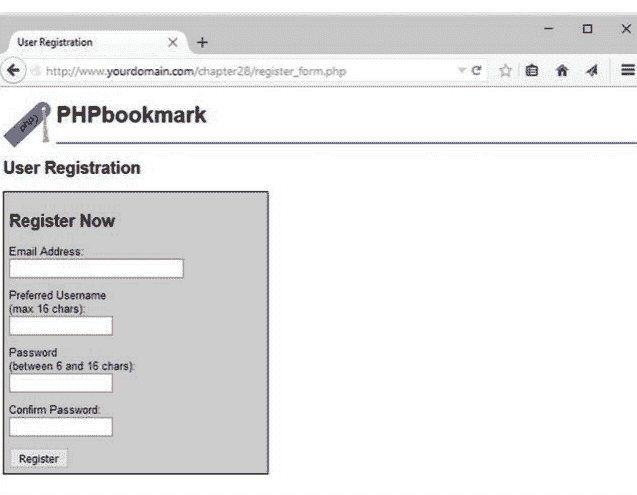 User Registration
http://www.yourdomain.com/chapter28/register_form.php
php
PHPbookmark
User Registration
Register Now
Email Address:
Preferred Username
(max 16 chars):
Password
(between 6 and 16 chars):
Confirm Password:
Register